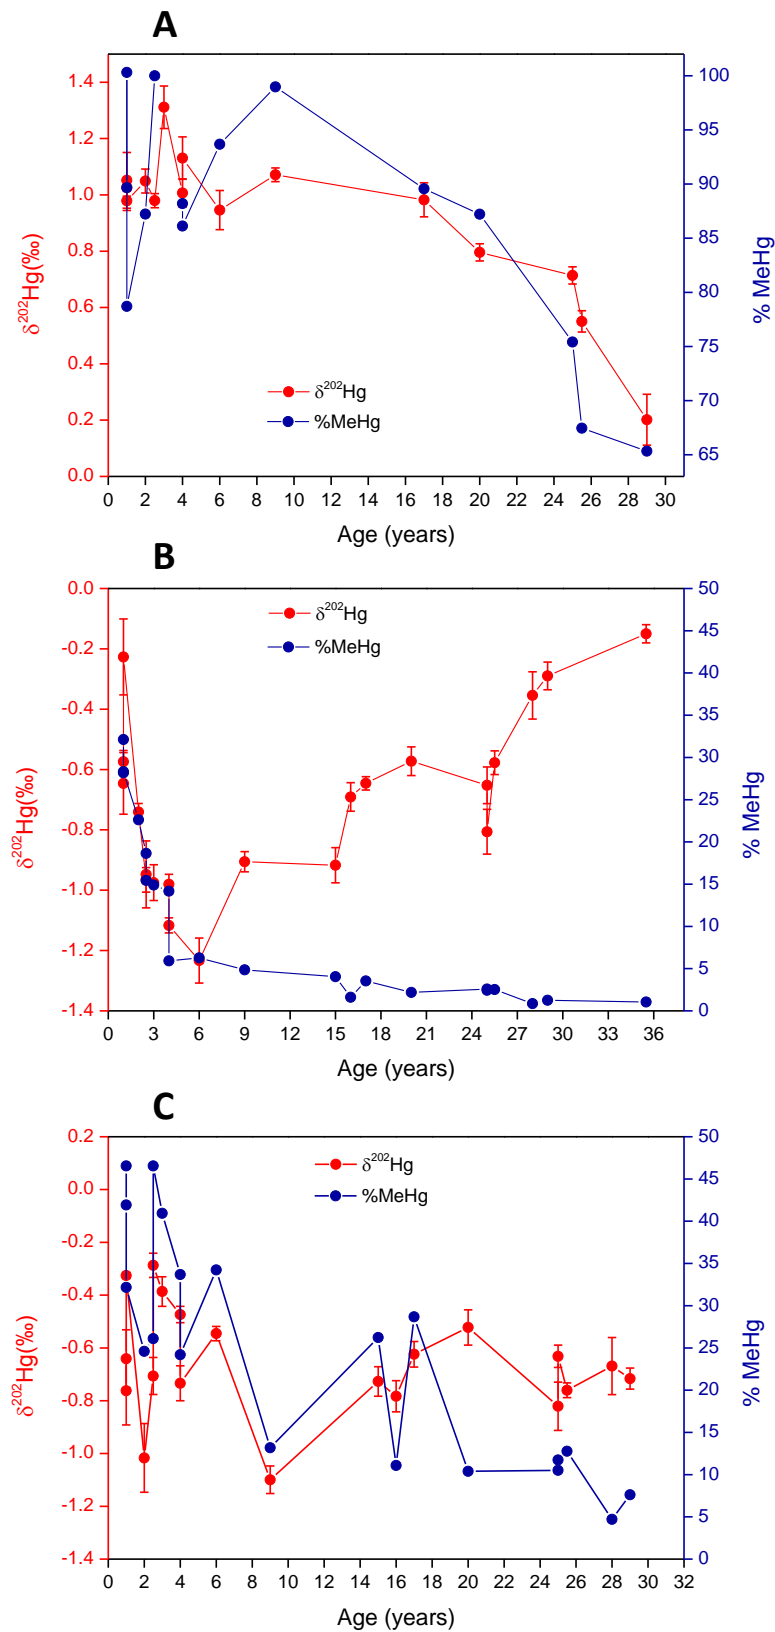 A
1.4
1.2
1.0
0.8
0.6
0.4
0.2
0.0
δ²⁰²Hg(‰)
100
95
90
85
80
75
70
65
% MeHg
δ²⁰²Hg
%MeHg
0 2 4 6 8 10 12 14 16 18 20 22 24 26 28 30
Age (years)
B
0.0
-0.2
-0.4
-0.6
-0.8
-1.0
-1.2
-1.4
δ²⁰²Hg(‰)
50
45
40
35
30
25
20
15
10
5
0
% MeHg
δ²⁰²Hg
%MeHg
0 3 6 9 12 15 18 21 24 27 30 33 36
Age (years)
C
0.2
0.0
-0.2
-0.4
-0.6
-0.8
-1.0
-1.2
-1.4
δ²⁰²Hg(‰)
50
45
40
35
30
25
20
15
10
5
0
% MeHg
δ²⁰²Hg
%MeHg
0 2 4 6 8 10 12 14 16 18 20 22 24 26 28 30 32
Age (years)